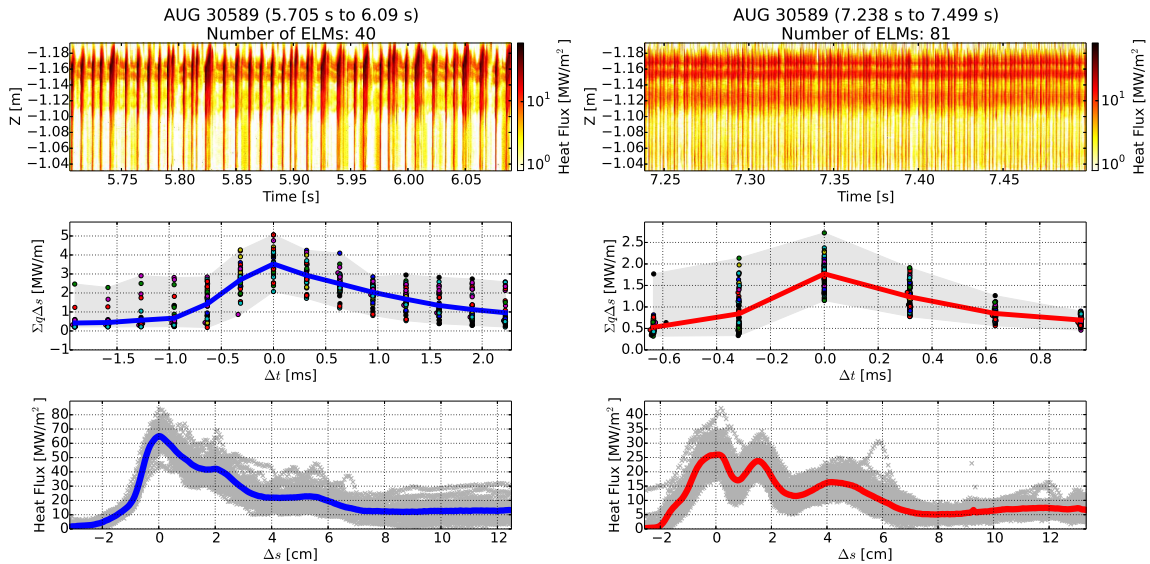 AUG 30589 (5.705 s to 6.09 s)
Number of ELMs: 40
Z [m]
−1.18
−1.16
−1.14
−1.12
−1.10
−1.08
−1.06
−1.04
5.75 5.80 5.85 5.90 5.95 6.00 6.05
Time [s]
10¹
10⁰
Heat Flux [MW/m²]
AUG 30589 (7.238 s to 7.499 s)
Number of ELMs: 81
Z [m]
−1.18
−1.16
−1.14
−1.12
−1.10
−1.08
−1.06
−1.04
7.25 7.30 7.35 7.40 7.45
Time [s]
10¹
10⁰
Heat Flux [MW/m²]
Σq∆s [MW/m]
5
4
3
2
1
0
−1
−1.5 −1.0 −0.5 0.0 0.5 1.0 1.5 2.0
∆t [ms]
Σq∆s [MW/m]
2.5
2.0
1.5
1.0
0.5
0.0
−0.6 −0.4 −0.2 0.0 0.2 0.4 0.6 0.8
∆t [ms]
Heat Flux [MW/m²]
80
70
60
50
40
30
20
10
0
−2 0 2 4 6 8 10 12
∆s [cm]
Heat Flux [MW/m²]
40
35
30
25
20
15
10
5
0
−2 0 2 4 6 8 10 12
∆s [cm]